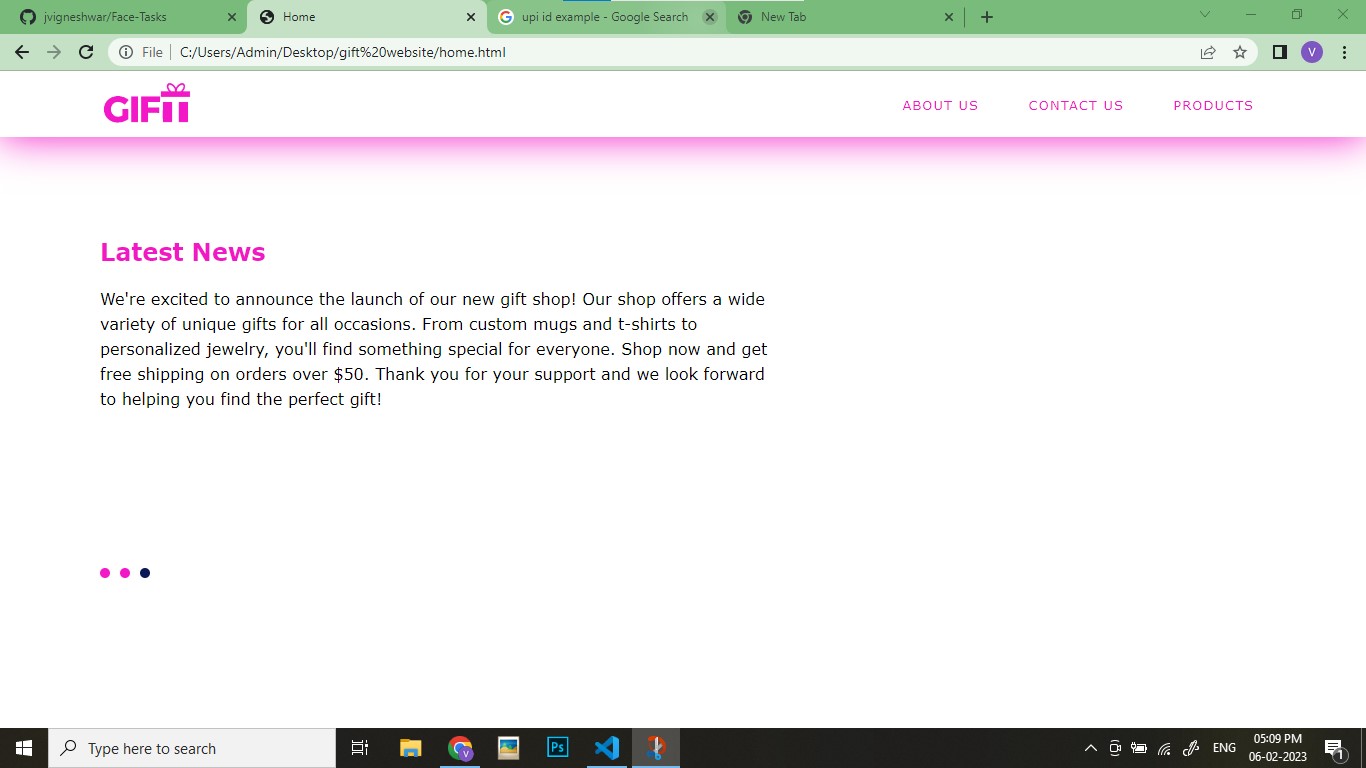 jvigneshwar/Face-Tasks
Home
upi id example - Google Search
New Tab
File
C:/Users/Admin/Desktop/gift%20website/home.html
V
GIFTT
ABOUT US
CONTACT US
PRODUCTS
Latest News
We're excited to announce the launch of our new gift shop! Our shop offers a wide
variety of unique gifts for all occasions. From custom mugs and t-shirts to
personalized jewelry, you'll find something special for everyone. Shop now and get
free shipping on orders over $50. Thank you for your support and we look forward
to helping you find the perfect gift!
Type here to search
V
Ps
ENG
05:09 PM
06-02-2023
1